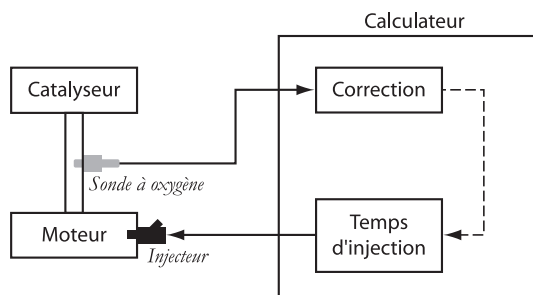 Calculateur
Catalyseur
Correction
Sonde à oxygène
Moteur
Injecteur
Temps
d'injection